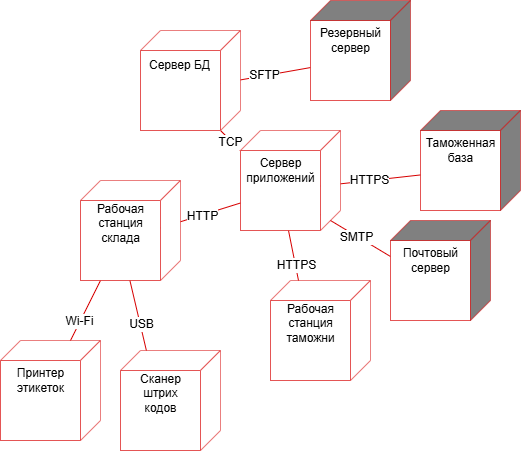 Резервный
сервер
Сервер БД
SFTP
TCP
Таможенная
база
Сервер
приложений
HTTPS
Рабочая
станция
склада
HTTP
SMTP
Почтовый
сервер
HTTPS
Рабочая
станция
таможни
Wi-Fi
USB
Принтер
этикеток
Сканер
штрих
кодов